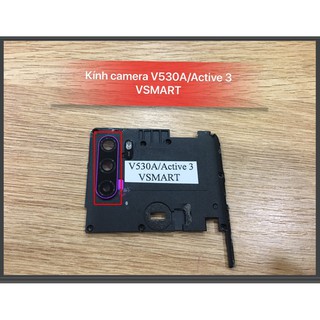 Kính camera V530A/Active 3
VSMART
V530A/Active 3
VSMART